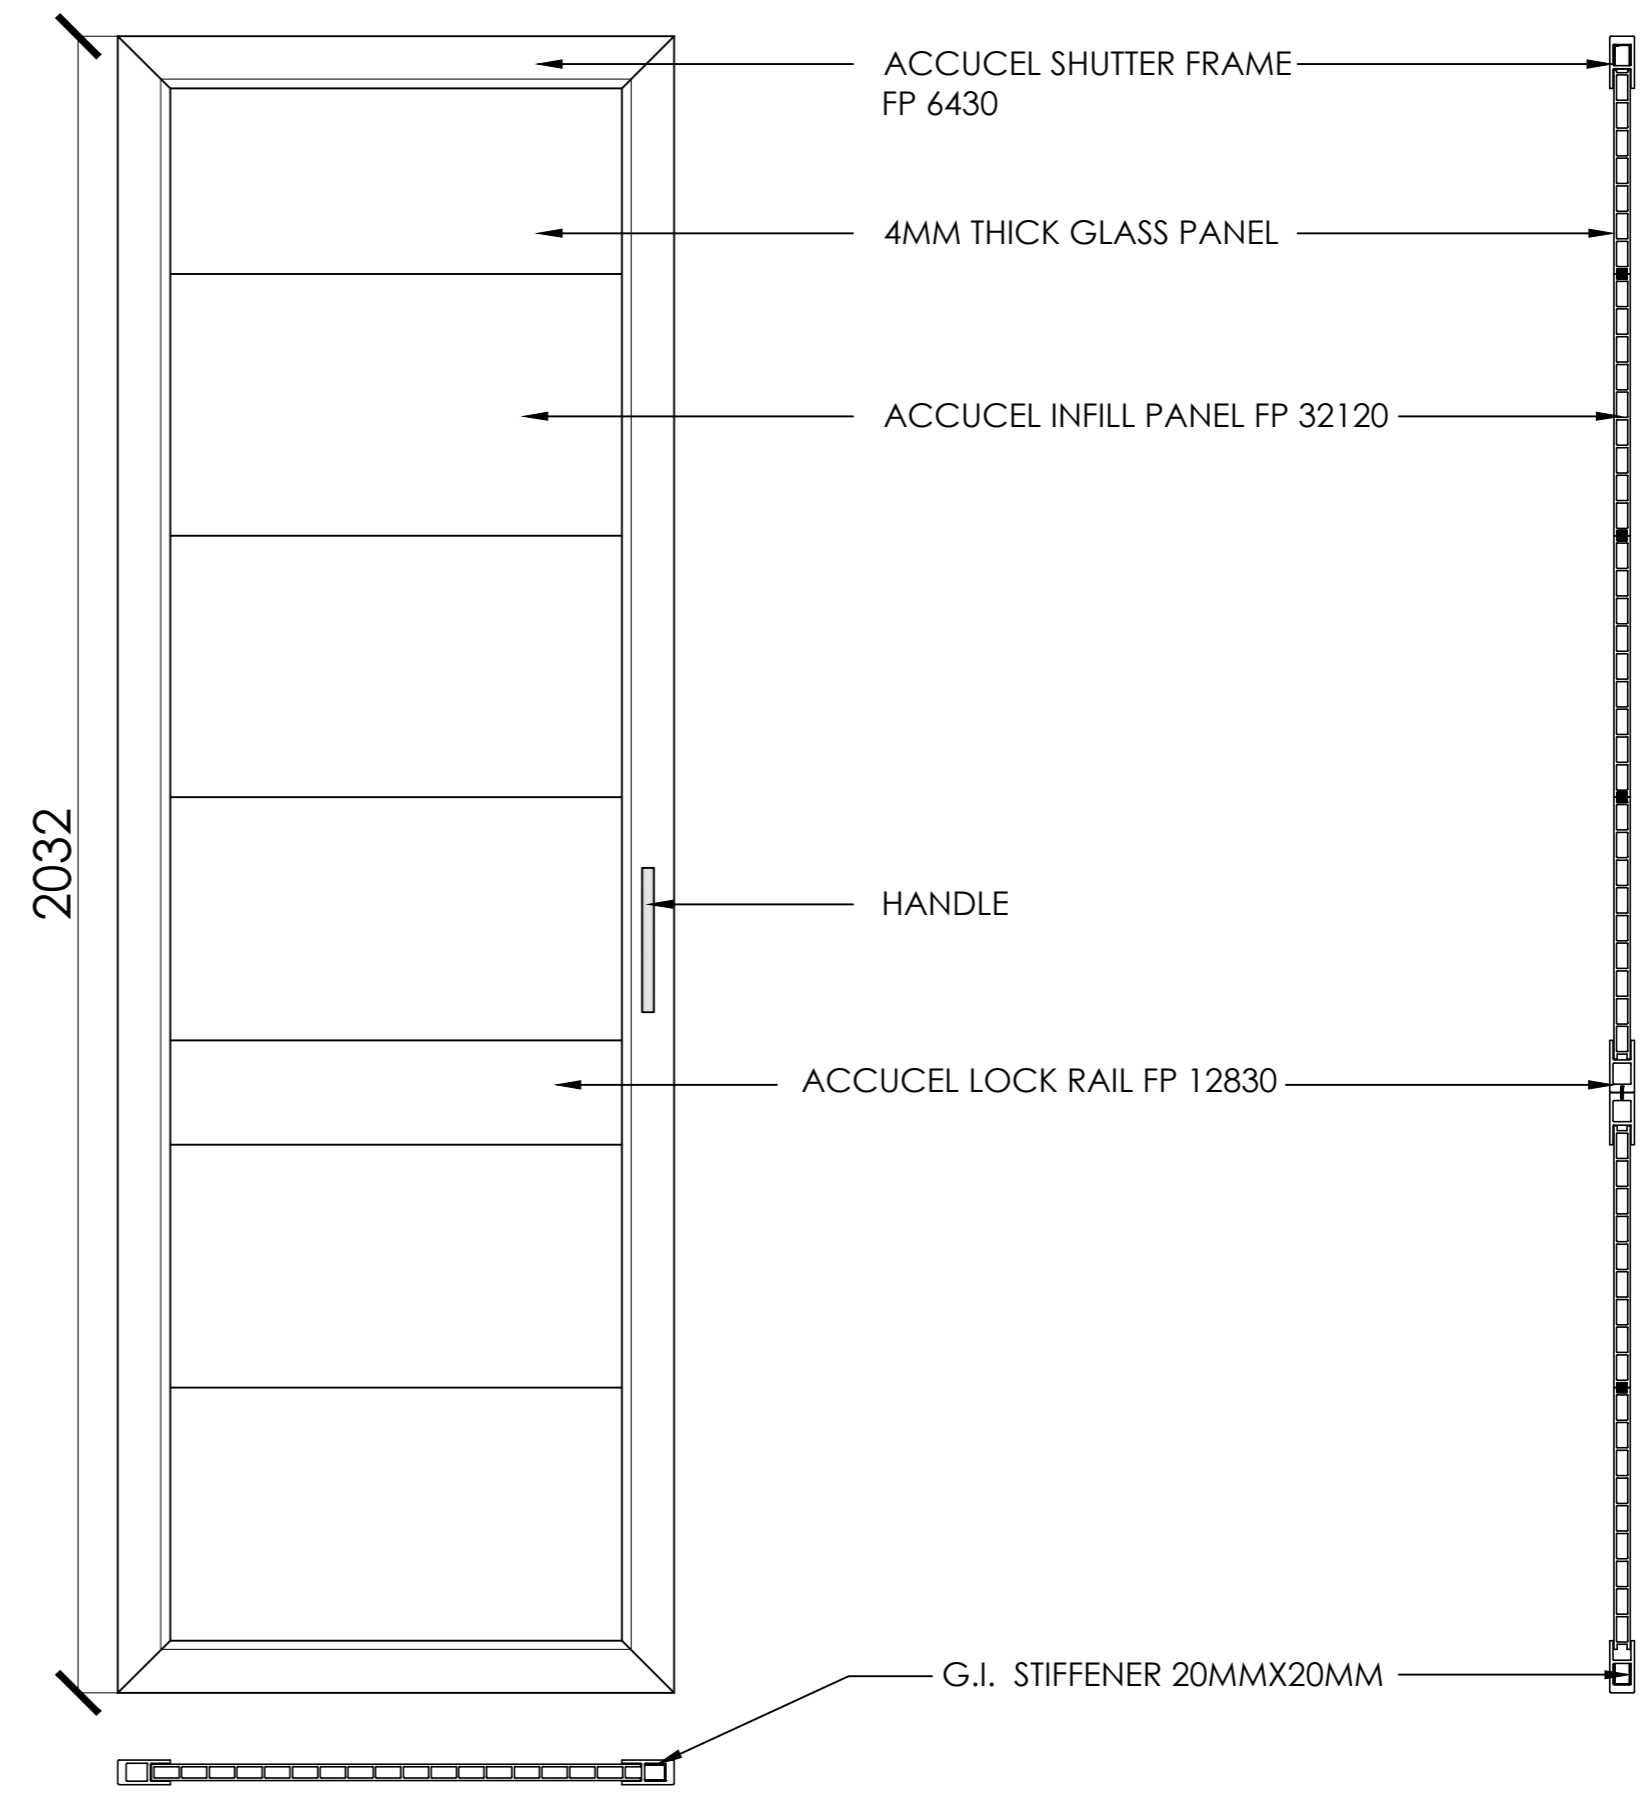 ACCUCEL SHUTTER FRAME
FP 6430
4MM THICK GLASS PANEL
ACCUCEL INFILL PANEL FP 32120
2032
HANDLE
ACCUCEL LOCK RAIL FP 12830
G.I. STIFFENER 20MMX20MM